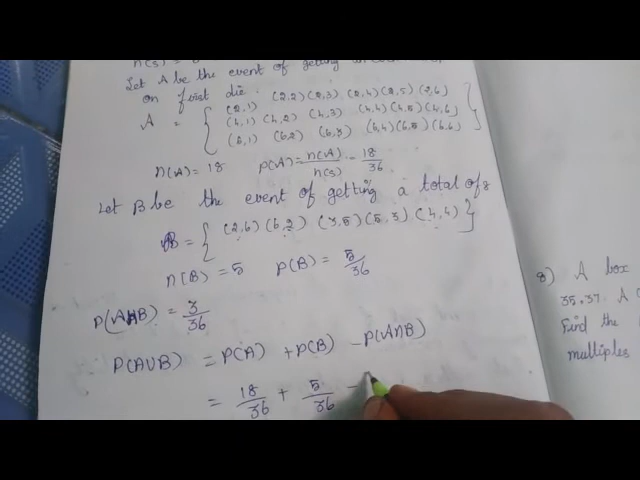 n(s) =
Let A be the event of getting an
on first die.
A = { (2,1) (2,2) (2,3) (2,4) (2,5) (2,6)
(4,1) (4,2) (4,3) (4,4) (4,5) (4,6)
(6,1) (6,2) (6,3) (6,4) (6,5) (6,6) }
n(A) = 18 P(A) = n(A)/n(s) = 18/36
Let B be the event of getting a total of 8
B = { (2,6) (6,2) (3,5) (5,3) (4,4) }
n(B) = 5 P(B) = 5/36
P(A∩B) = 3/36
P(A∪B) = P(A) + P(B) - P(A∩B)
= 18/36 + 5/36 -
8) A box
35,37. A
Find the
multiples